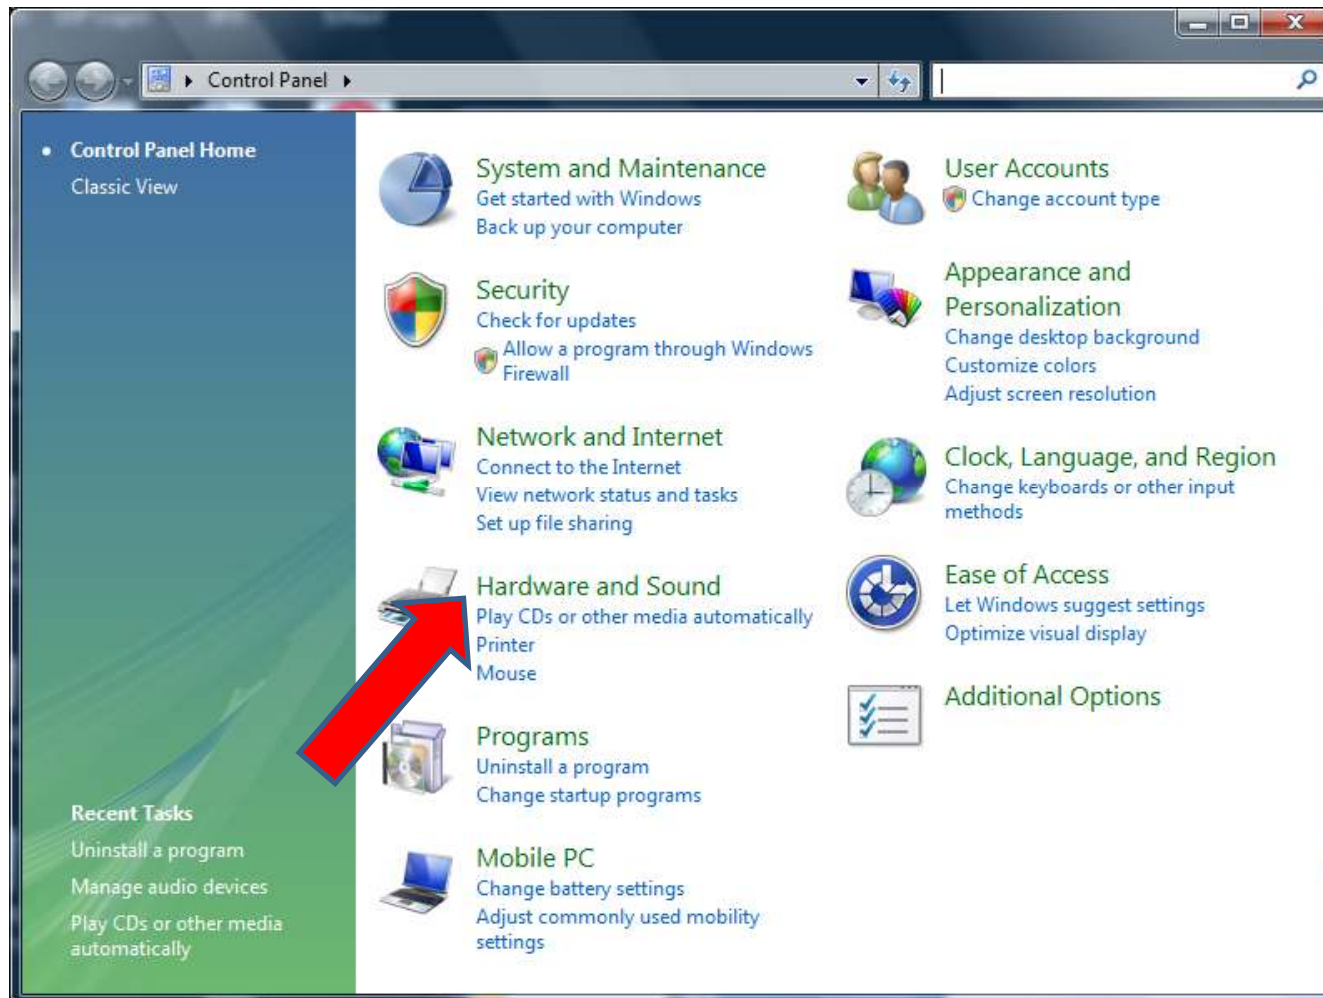 Control Panel
Control Panel Home
Classic View
System and Maintenance
Get started with Windows
Back up your computer
Security
Check for updates
Allow a program through Windows
Firewall
Network and Internet
Connect to the Internet
View network status and tasks
Set up file sharing
Hardware and Sound
Play CDs or other media automatically
Printer
Mouse
Programs
Uninstall a program
Change startup programs
Mobile PC
Change battery settings
Adjust commonly used mobility
settings
User Accounts
Change account type
Appearance and
Personalization
Change desktop background
Customize colors
Adjust screen resolution
Clock, Language, and Region
Change keyboards or other input
methods
Ease of Access
Let Windows suggest settings
Optimize visual display
Additional Options
Recent Tasks
Uninstall a program
Manage audio devices
Play CDs or other media
automatically